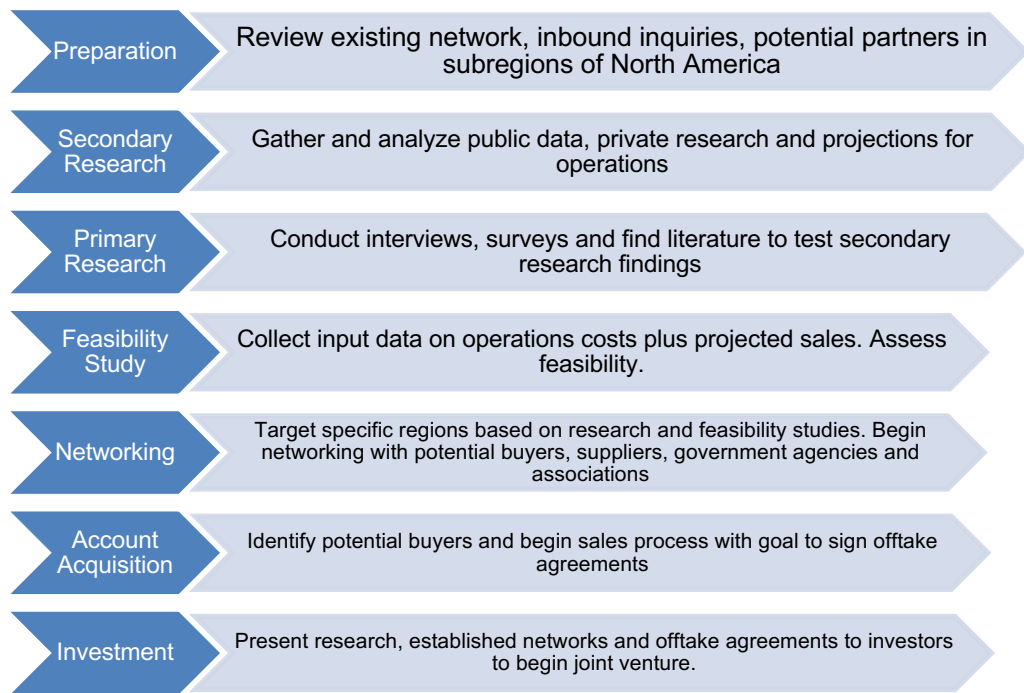 Preparation
Review existing network, inbound inquiries, potential partners in
subregions of North America
Secondary
Research
Gather and analyze public data, private research and projections for
operations
Primary
Research
Conduct interviews, surveys and find literature to test secondary
research findings
Feasibility
Study
Collect input data on operations costs plus projected sales. Assess
feasibility.
Networking
Target specific regions based on research and feasibility studies. Begin
networking with potential buyers, suppliers, government agencies and
associations
Account
Acquisition
Identify potential buyers and begin sales process with goal to sign offtake
agreements
Investment
Present research, established networks and offtake agreements to investors
to begin joint venture.